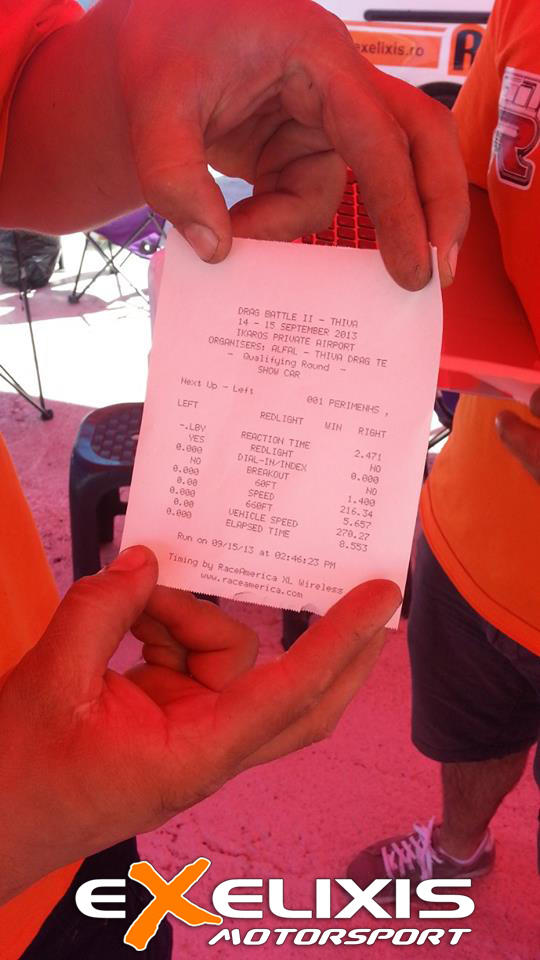 exelixis.ro
DRAG BATTLE II - THIVA
14 - 15 SEPTEMBER 2013
IKAROS PRIVATE AIRPORT
ORGANISERS: ALFAL - THIVA DRAG TE
- Qualifying Round -
SHOW CAR
Next Up - Left 001 PERIMENHS ,
LEFT REDLIGHT WIN RIGHT
-.LBY REACTION TIME 2.471
YES REDLIGHT NO
0.000 DIAL-IN/INDEX 0.000
NO BREAKOUT NO
0.000 60FT 1.400
0.00 SPEED 216.34
0.000 660FT 5.657
0.00 VEHICLE SPEED 270.27
0.000 ELAPSED TIME 8.553
Run on 09/15/13 at 02:46:23 PM
Timing by RaceAmerica XL Wireless
www.raceamerica.com
EXELIXIS
MOTORSPORT